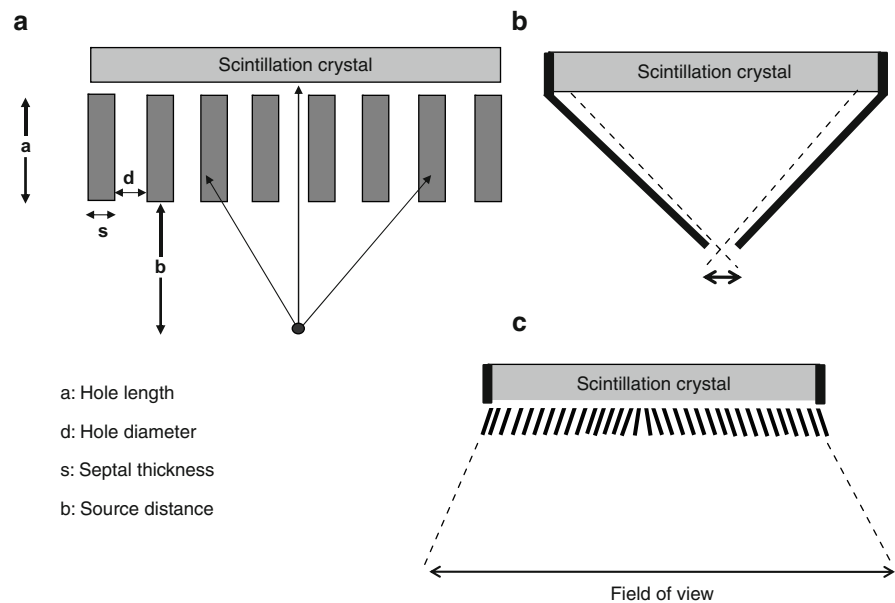 a
Scintillation crystal
a
d
s
b
a: Hole length
d: Hole diameter
s: Septal thickness
b: Source distance
b
Scintillation crystal
c
Scintillation crystal
Field of view